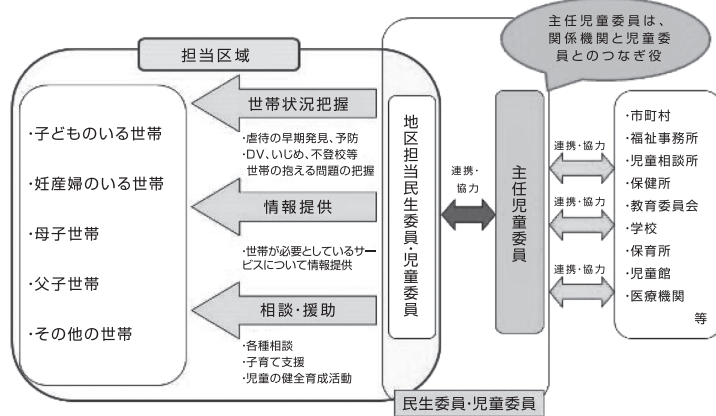 主任児童委員は、
関係機関と児童委
員とのつなぎ役
担当区域
・子どものいる世帯
・妊産婦のいる世帯
・母子世帯
・父子世帯
・その他の世帯
世帯状況把握
・虐待の早期発見、予防
・DV、いじめ、不登校等
世帯の抱える問題の把握
情報提供
・世帯が必要としているサー
ビスについて情報提供
相談・援助
・各種相談
・子育て支援
・児童の健全育成活動
地区担当民生委員・児童委員
連携・
協力
主任児童委員
連携・協力
連携・協力
連携・協力
・市町村
・福祉事務所
・児童相談所
・保健所
・教育委員会
・学校
・保育所
・児童館
・医療機関
等
民生委員・児童委員